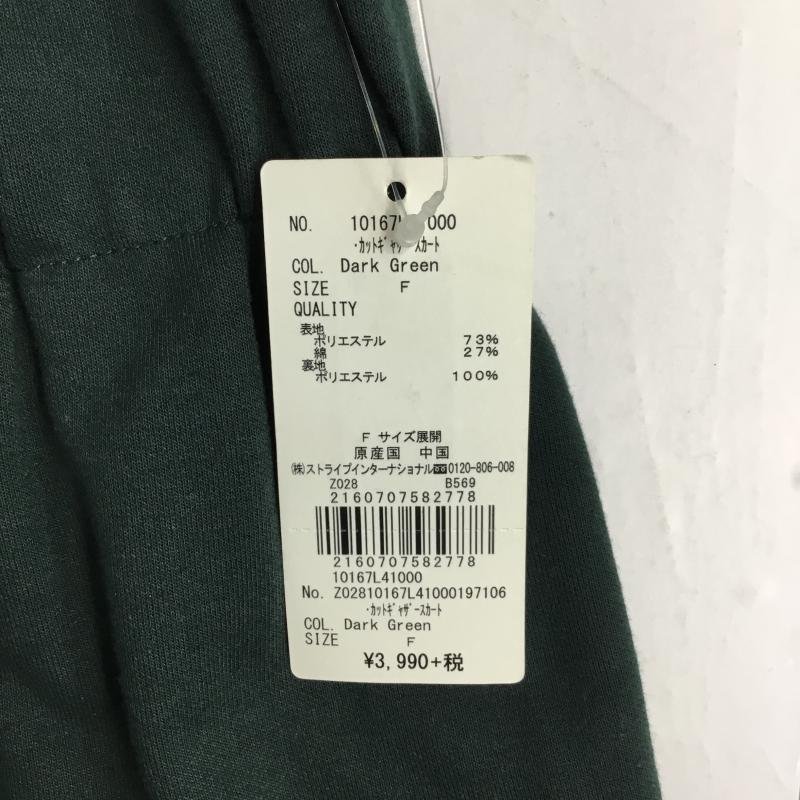 NO. 10167L41000
・カットギャザースカート
COL. Dark Green
SIZE F
QUALITY
表地
ポリエステル 73%
綿 27%
裏地
ポリエステル 100%
F サイズ展開
原産国 中国
(株)ストライプインターナショナル 0120-806-008
Z028 B569
2160707582778
2160707582778
10167L41000
No. Z02810167L41000197106
・カットギャザースカート
COL. Dark Green
SIZE F
¥3,990+税